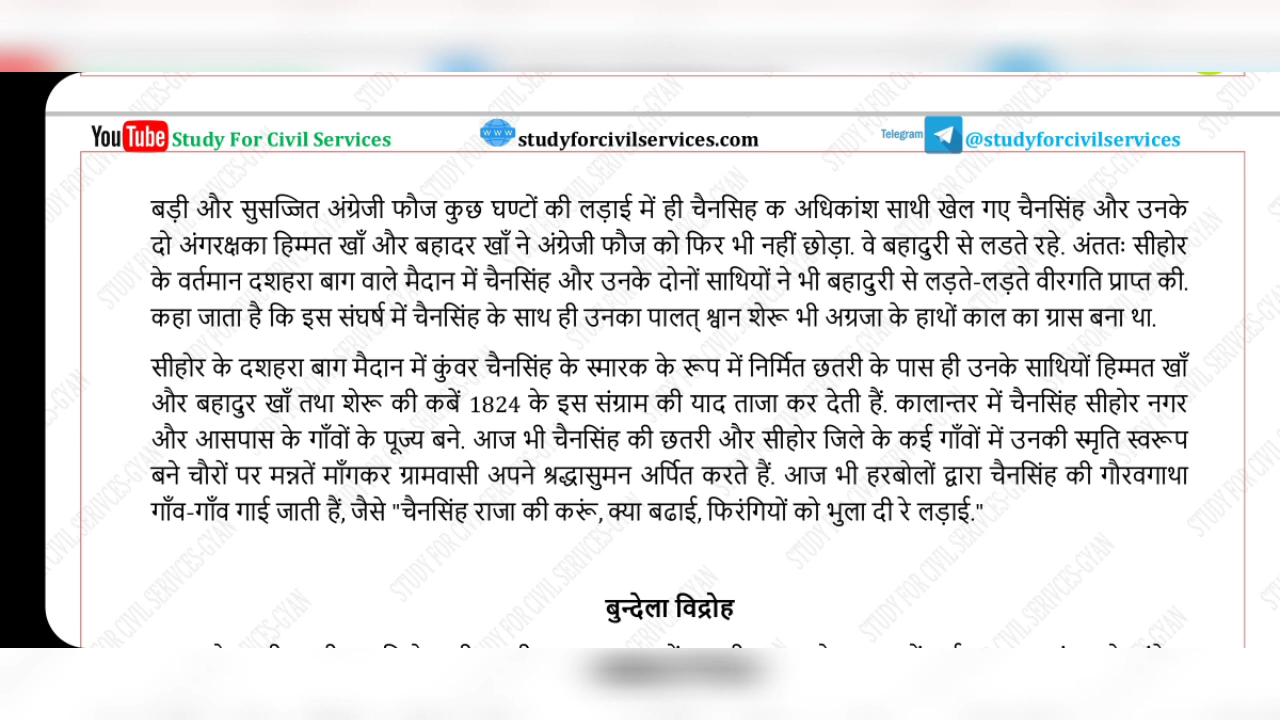 YouTube Study For Civil Services
www studyforcivilservices.com
Telegram @studyforcivilservices
बड़ी और सुसज्जित अंग्रेजी फौज कुछ घण्टों की लड़ाई में ही चैनसिह क अधिकांश साथी खेल गए चैनसिंह और उनके
दो अंगरक्षका हिम्मत खाँ और बहादर खाँ ने अंग्रेजी फौज को फिर भी नहीं छोड़ा. वे बहादुरी से लडते रहे. अंततः सीहोर
के वर्तमान दशहरा बाग वाले मैदान में चैनसिंह और उनके दोनों साथियों ने भी बहादुरी से लड़ते-लड़ते वीरगति प्राप्त की.
कहा जाता है कि इस संघर्ष में चैनसिंह के साथ ही उनका पालत् श्वान शेरू भी अग्रजा के हाथों काल का ग्रास बना था.
सीहोर के दशहरा बाग मैदान में कुंवर चैनसिंह के स्मारक के रूप में निर्मित छतरी के पास ही उनके साथियों हिम्मत खाँ
और बहादुर खाँ तथा शेरू की कबें 1824 के इस संग्राम की याद ताजा कर देती हैं. कालान्तर में चैनसिंह सीहोर नगर
और आसपास के गाँवों के पूज्य बने. आज भी चैनसिंह की छतरी और सीहोर जिले के कई गाँवों में उनकी स्मृति स्वरूप
बने चौरों पर मन्नतें माँगकर ग्रामवासी अपने श्रद्धासुमन अर्पित करते हैं. आज भी हरबोलों द्वारा चैनसिंह की गौरवगाथा
गाँव-गाँव गाई जाती हैं, जैसे "चैनसिंह राजा की करूं, क्या बढाई, फिरंगियों को भुला दी रे लड़ाई."
बुन्देला विद्रोह